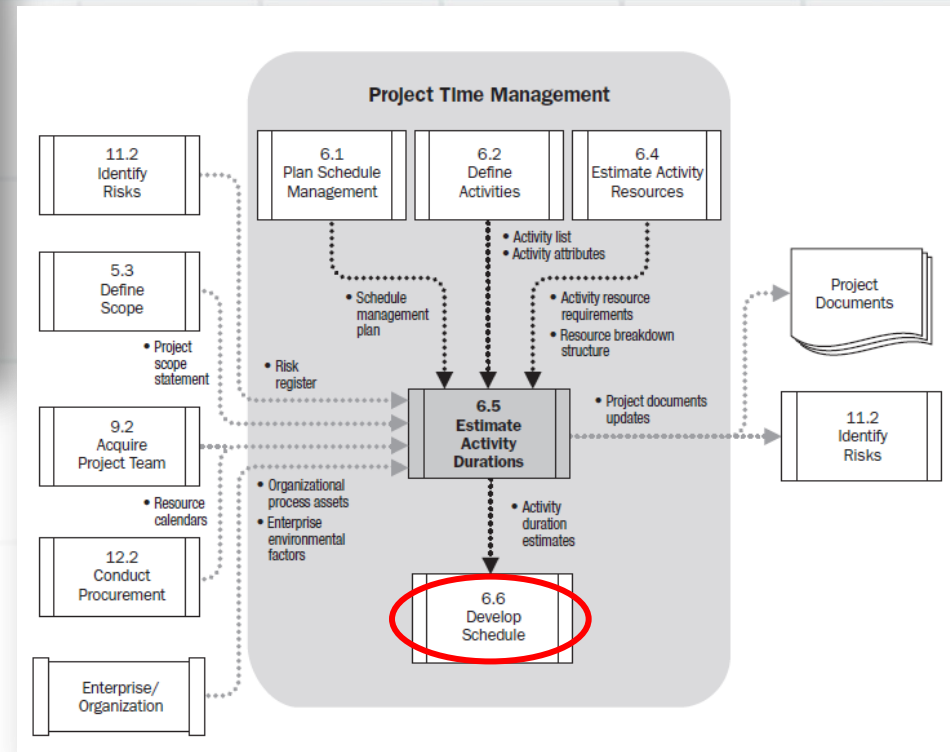 Project Time Management
11.2
Identify
Risks
6.1
Plan Schedule
Management
6.2
Define
Activities
6.4
Estimate Activity
Resources
• Activity list
• Activity attributes
5.3
Define
Scope
• Schedule
management
plan
• Activity resource
requirements
• Resource breakdown
structure
Project
Documents
• Project
scope
statement
• Risk
register
9.2
Acquire
Project Team
6.5
Estimate
Activity
Durations
• Project documents
updates
11.2
Identify
Risks
• Resource
calendars
• Organizational
process assets
• Enterprise
environmental
factors
• Activity
duration
estimates
12.2
Conduct
Procurement
6.6
Develop
Schedule
Enterprise/
Organization